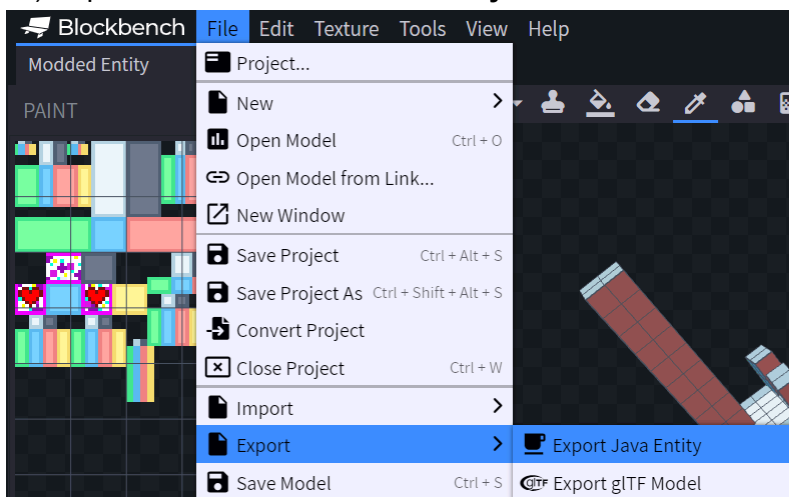 Blockbench File Edit Texture Tools View Help
Modded Entity
Project...
PAINT
New
Open Model Ctrl + O
Open Model from Link...
New Window
Save Project Ctrl + Alt + S
Save Project As Ctrl + Shift + Alt + S
Convert Project
Close Project Ctrl + W
Import
Export
Export Java Entity
Save Model Ctrl + S
glTF Export glTF Model